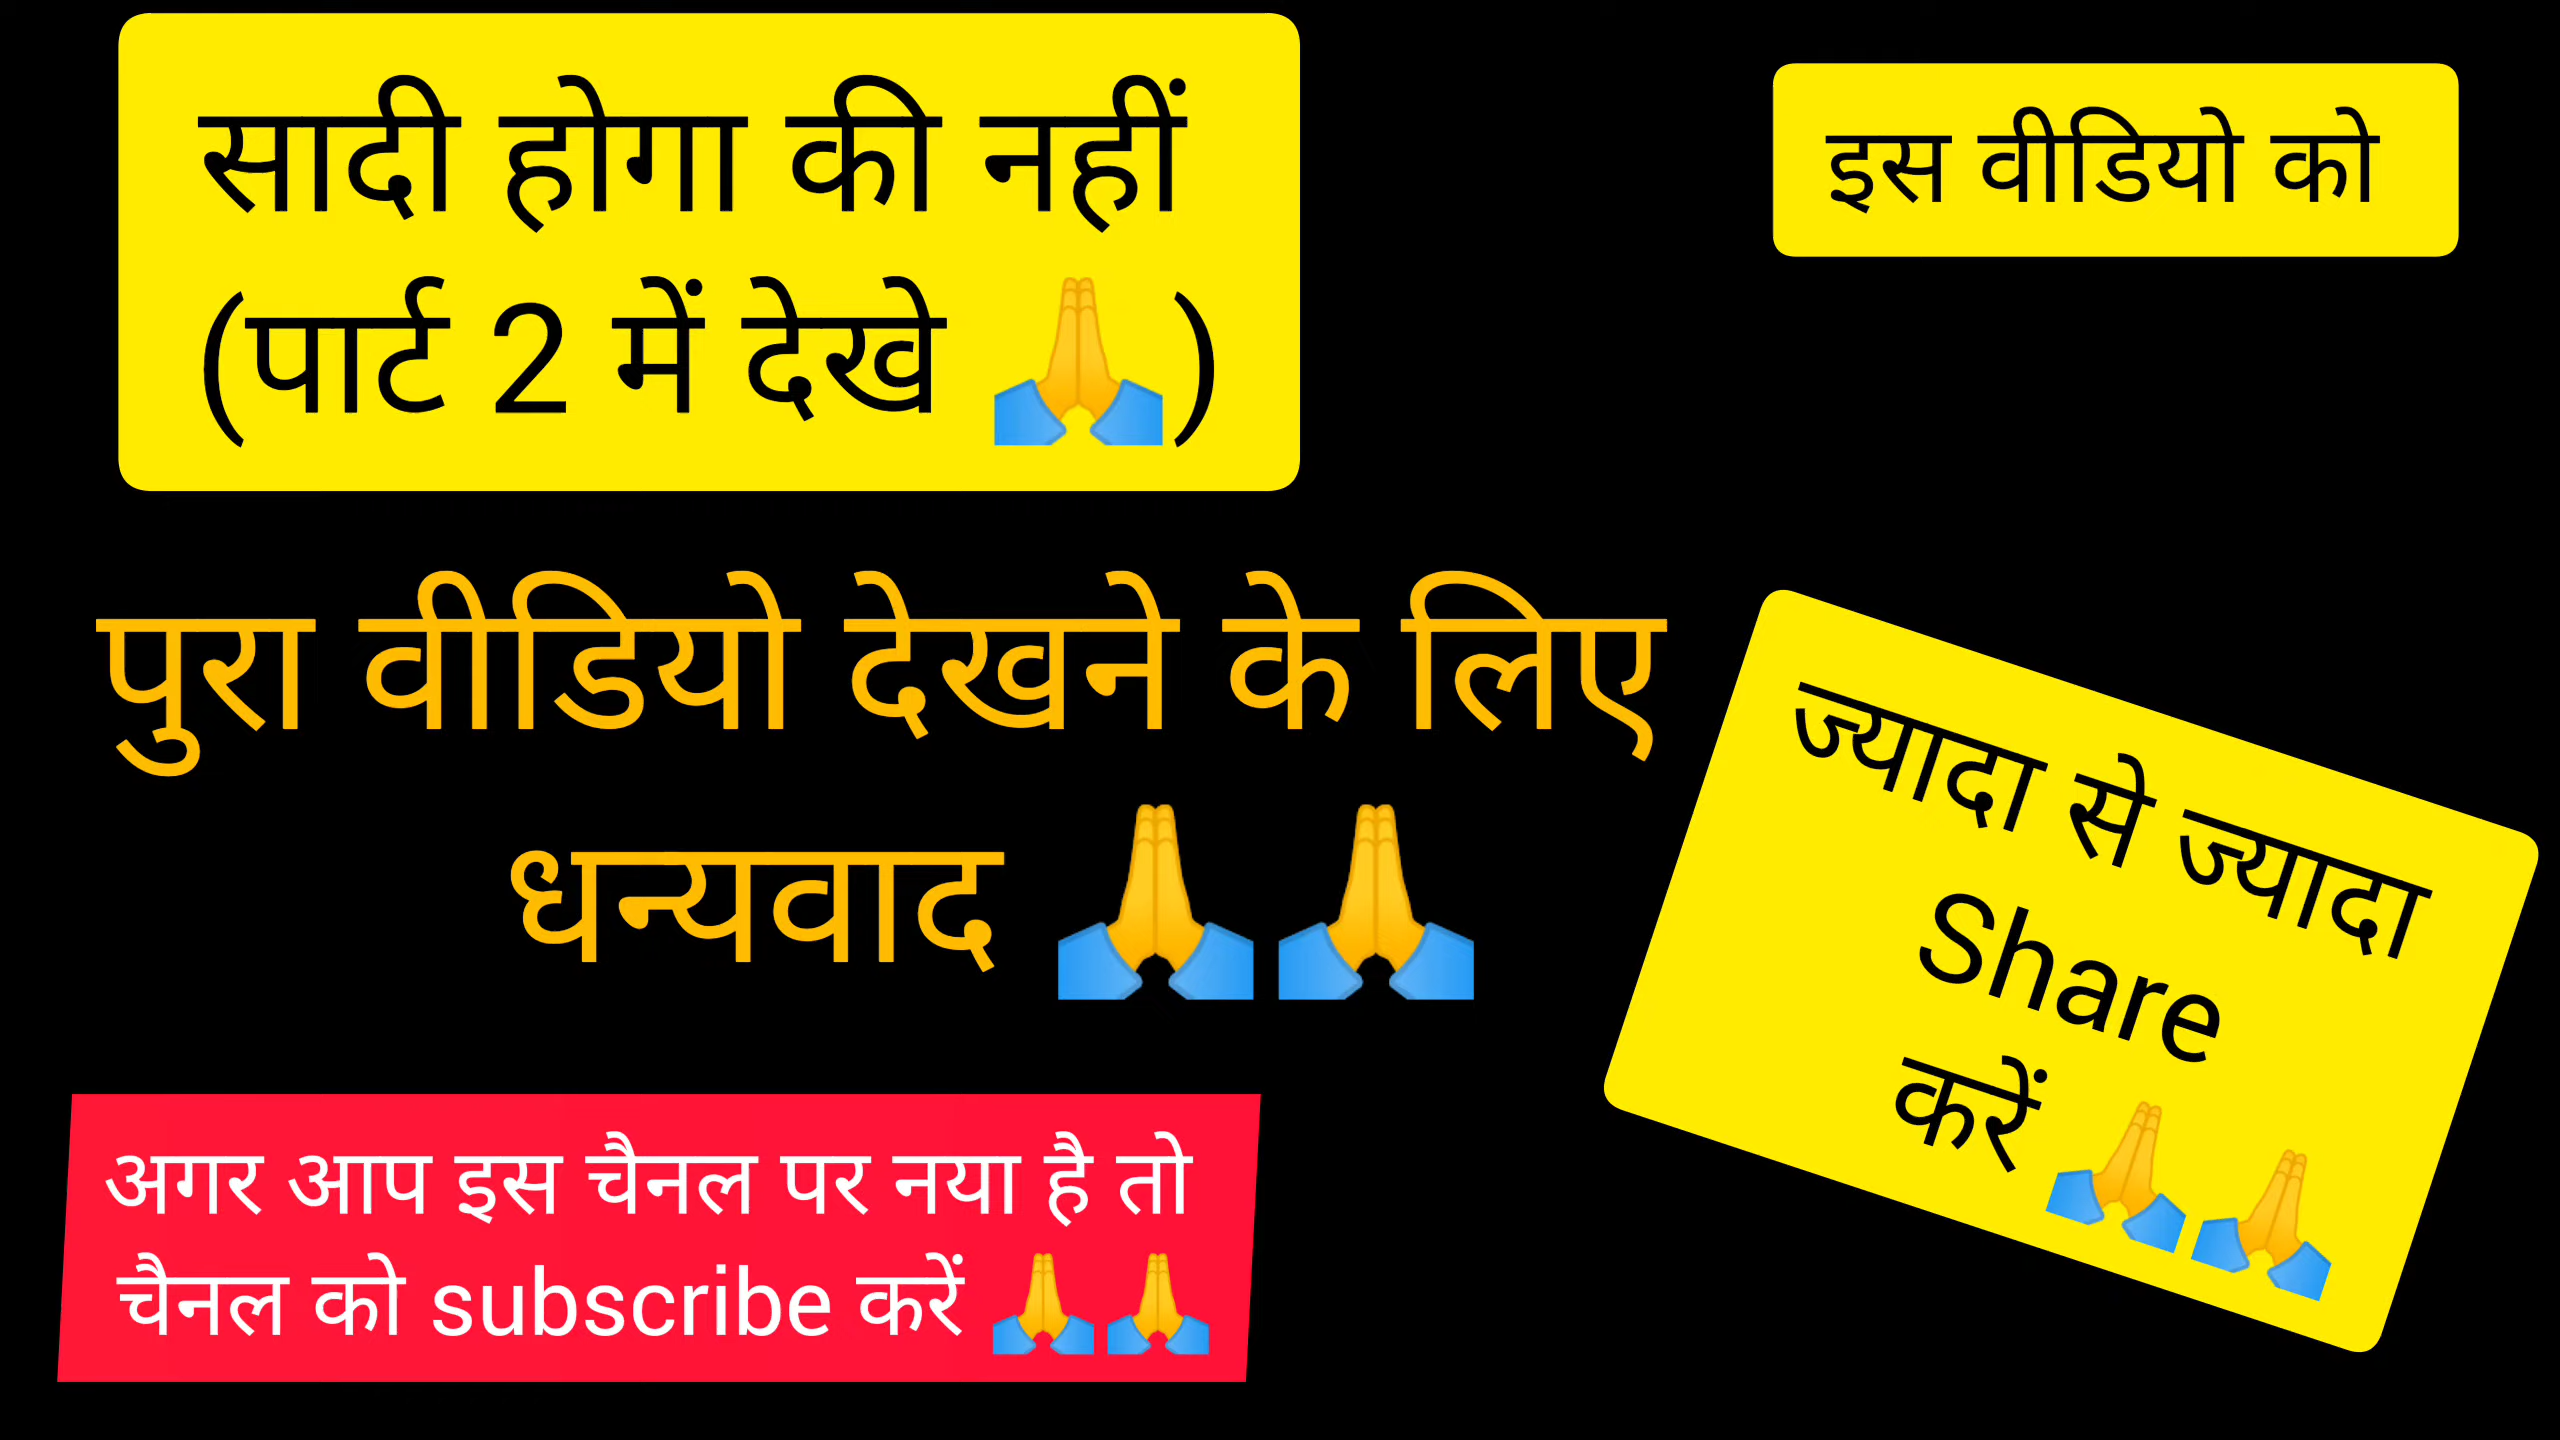 सादी होगा की नहीं
(पार्ट 2 में देखे 🙏)
इस वीडियो को
पुरा वीडियो देखने के लिए
धन्यवाद 🙏🙏
ज्यादा से ज्यादा
Share
करें 🙏🙏
अगर आप इस चैनल पर नया है तो
चैनल को subscribe करें 🙏🙏